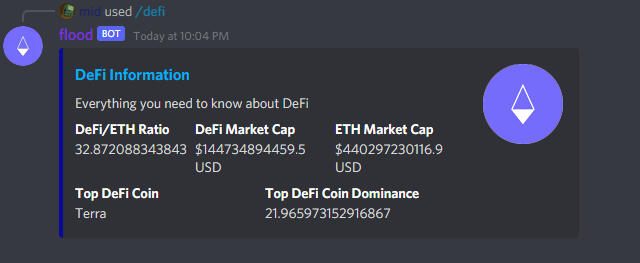 mid used /defi
flood BOT Today at 10:04 PM
DeFi Information
Everything you need to know about DeFi
DeFi/ETH Ratio DeFi Market Cap ETH Market Cap
32.872088343843 $144734894459.5 $440297230116.9
USD USD
Top DeFi Coin Top DeFi Coin Dominance
Terra 21.965973152916867